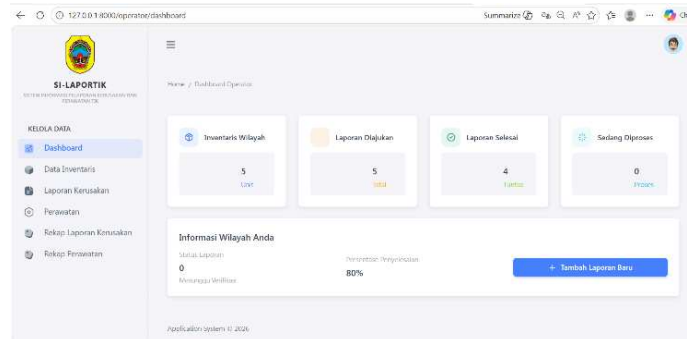 127.0.0.1:8000/operator/dashboard
Summarize
SI-LAPORTIK
KELOLA DATA
Dashboard
Data Inventaris
Laporan Kerusakan
Perawatan
Rekap Laporan Kerusakan
Rekap Perawatan
Home / Dashboard Operator
Inventaris Wilayah
5
Unit
Laporan Diajukan
5
Total
Laporan Selesai
4
Tuntas
Sedang Diproses
0
Proses
Informasi Wilayah Anda
Status Laporan
0
Menunggu Verifikasi
Persentase Penyelesaian
80%
+ Tambah Laporan Baru
Application System © 2026